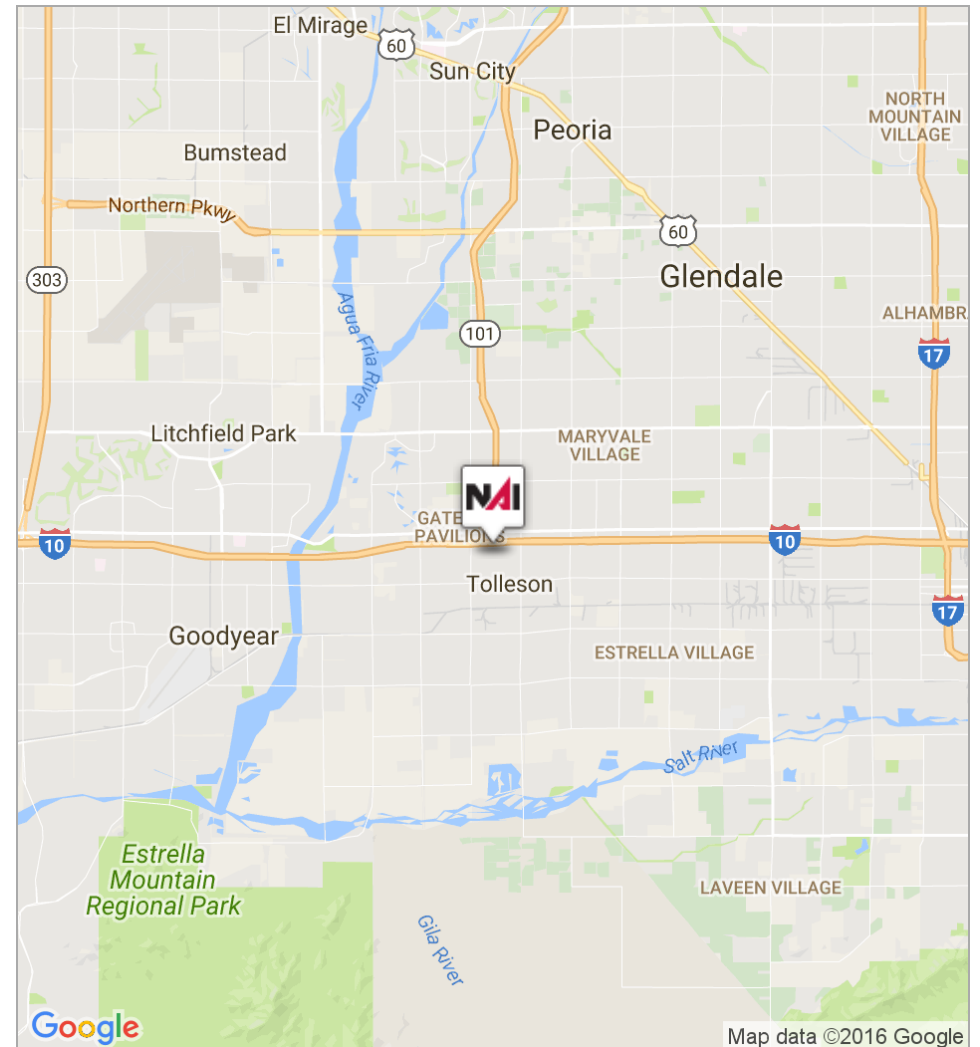 El Mirage
60
Sun City
NORTH
MOUNTAIN
VILLAGE
Peoria
Bumstead
Northern Pkwy
60
303
Glendale
Agua Fria River
101
ALHAMBR
17
Litchfield Park
MARYVALE
VILLAGE
NAI
GATE
PAVILIONS
10
10
Tolleson
17
Goodyear
ESTRELLA VILLAGE
Salt River
Estrella
Mountain
Regional Park
LAVEEN VILLAGE
Gila River
Google
Map data ©2016 Google